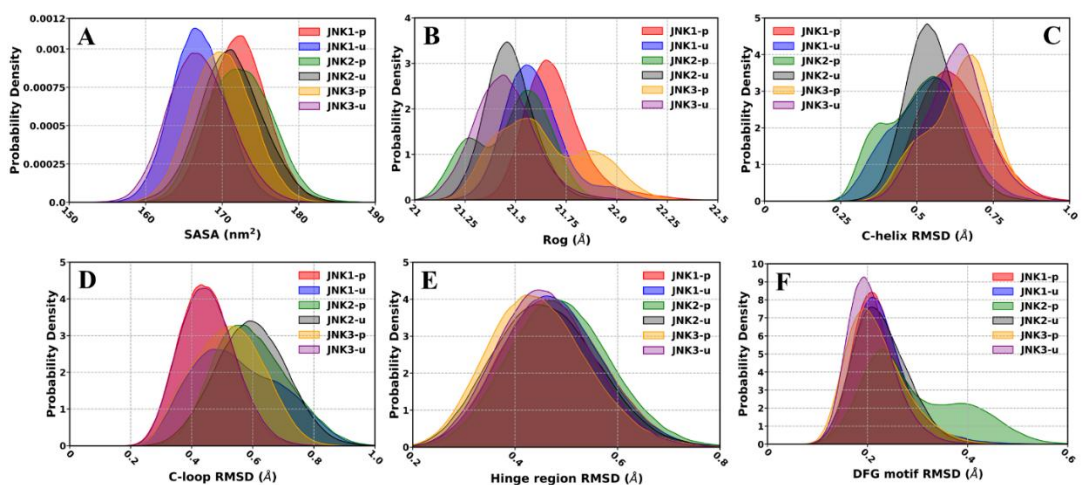 A
Probability Density
0.0012
0.001
0.00075
0.0005
0.00025
0.0
150
160
170
180
190
SASA (nm²)
JNK1-p
JNK1-u
JNK2-p
JNK2-u
JNK3-p
JNK3-u
B
Probability Density
4
3
2
1
0
21
21.25
21.5
21.75
22.0
22.25
22.5
Rog (Å)
JNK1-p
JNK1-u
JNK2-p
JNK2-u
JNK3-p
JNK3-u
C
Probability Density
5
4
3
2
1
0
0
0.25
0.5
0.75
1.0
C-helix RMSD (Å)
JNK1-p
JNK1-u
JNK2-p
JNK2-u
JNK3-p
JNK3-u
D
Probability Density
5
4
3
2
1
0
0.0
0.2
0.4
0.6
0.8
1.0
C-loop RMSD (Å)
JNK1-p
JNK1-u
JNK2-p
JNK2-u
JNK3-p
JNK3-u
E
Probability Density
5
4
3
2
1
0
0.2
0.4
0.6
0.8
Hinge region RMSD (Å)
JNK1-p
JNK1-u
JNK2-p
JNK2-u
JNK3-p
JNK3-u
F
Probability Density
10
9
8
7
6
5
4
3
2
1
0
0
0.2
0.4
0.6
DFG motif RMSD (Å)
JNK1-p
JNK1-u
JNK2-p
JNK2-u
JNK3-p
JNK3-u